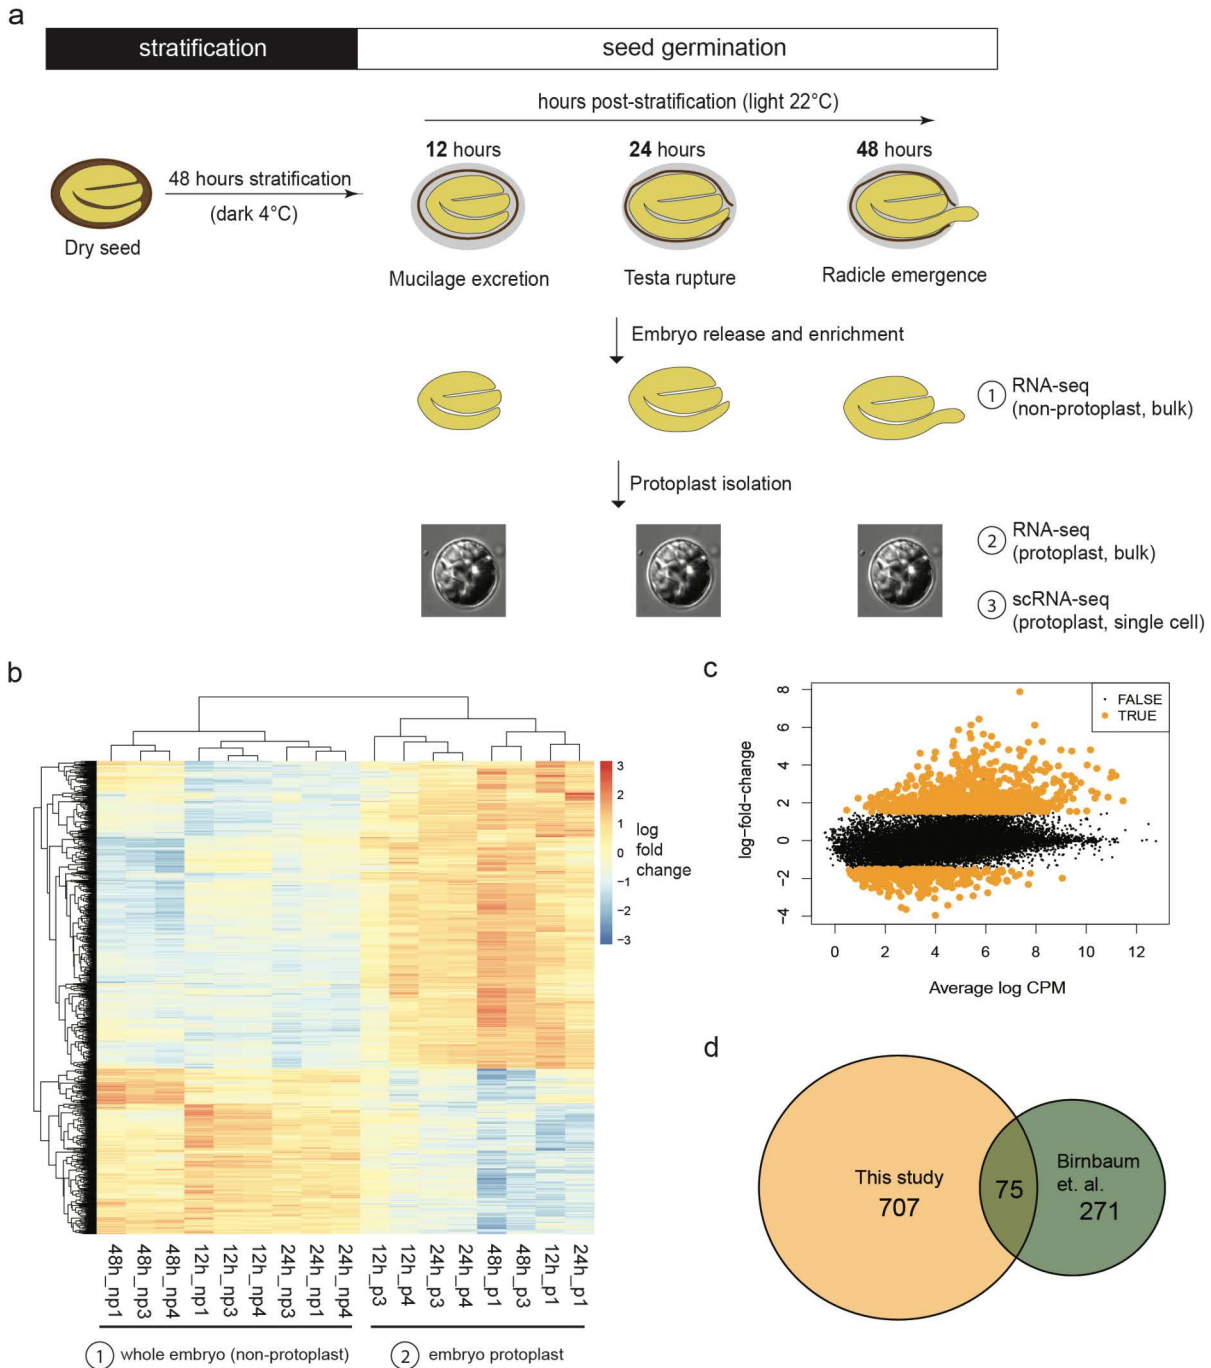 a
stratification
seed germination
hours post-stratification (light 22°C)
12 hours
24 hours
48 hours
48 hours stratification
(dark 4°C)
Dry seed
Mucilage excretion
Testa rupture
Radicle emergence
Embryo release and enrichment
1 RNA-seq
(non-protoplast, bulk)
Protoplast isolation
2 RNA-seq
(protoplast, bulk)
3 scRNA-seq
(protoplast, single cell)
b
3
2
1
0
−1
−2
−3
log
fold
change
48h_np1
48h_np3
48h_np4
12h_np1
12h_np3
12h_np4
24h_np3
24h_np1
24h_np4
12h_p3
12h_p4
24h_p3
24h_p4
48h_p1
48h_p3
12h_p1
24h_p1
1 whole embryo (non-protoplast)
2 embryo protoplast
c
FALSE
TRUE
log−fold−change
8
6
4
2
0
−2
−4
0 2 4 6 8 10 12
Average log CPM
d
This study
707
75
Birnbaum
et. al.
271